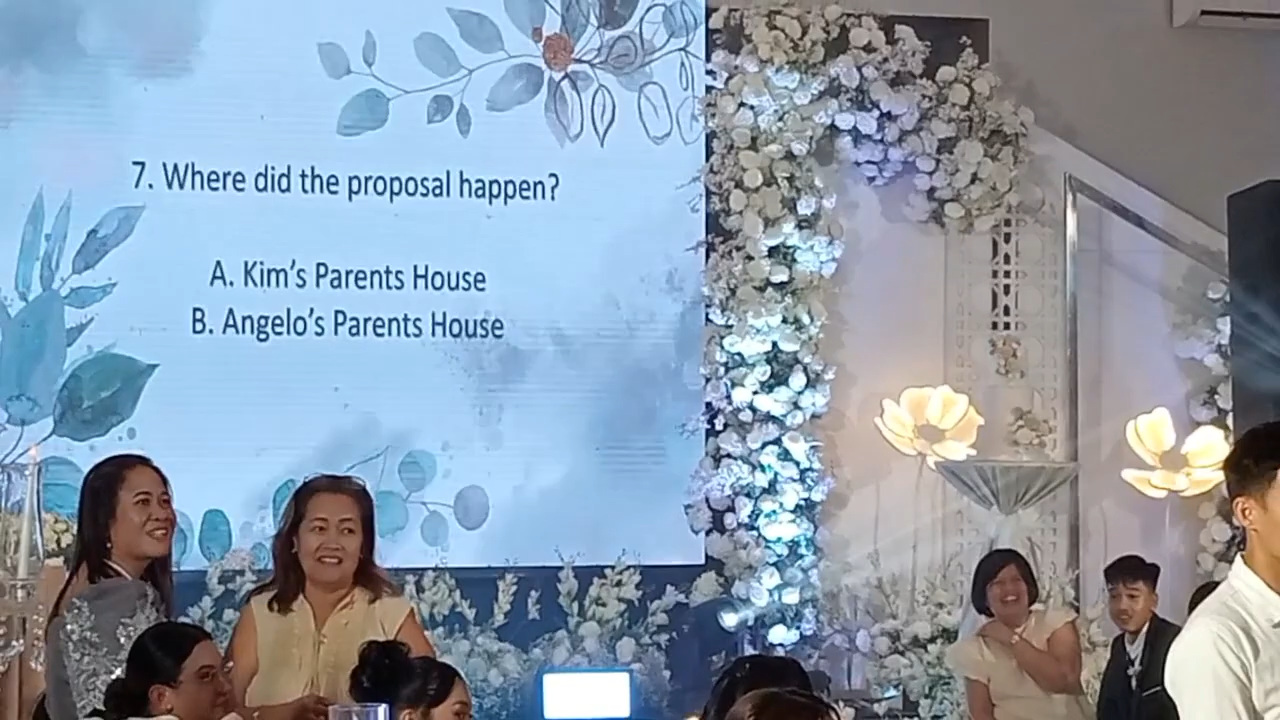 7. Where did the proposal happen?
A. Kim's Parents House
B. Angelo's Parents House